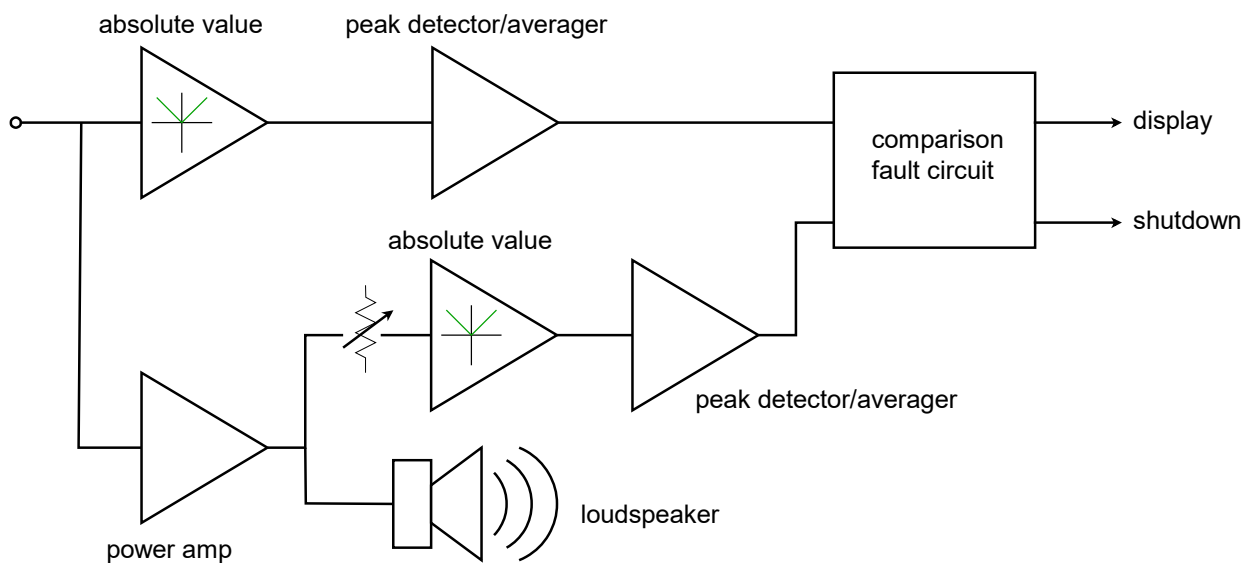 absolute value
peak detector/averager
comparison
fault circuit
display
shutdown
absolute value
peak detector/averager
loudspeaker
power amp